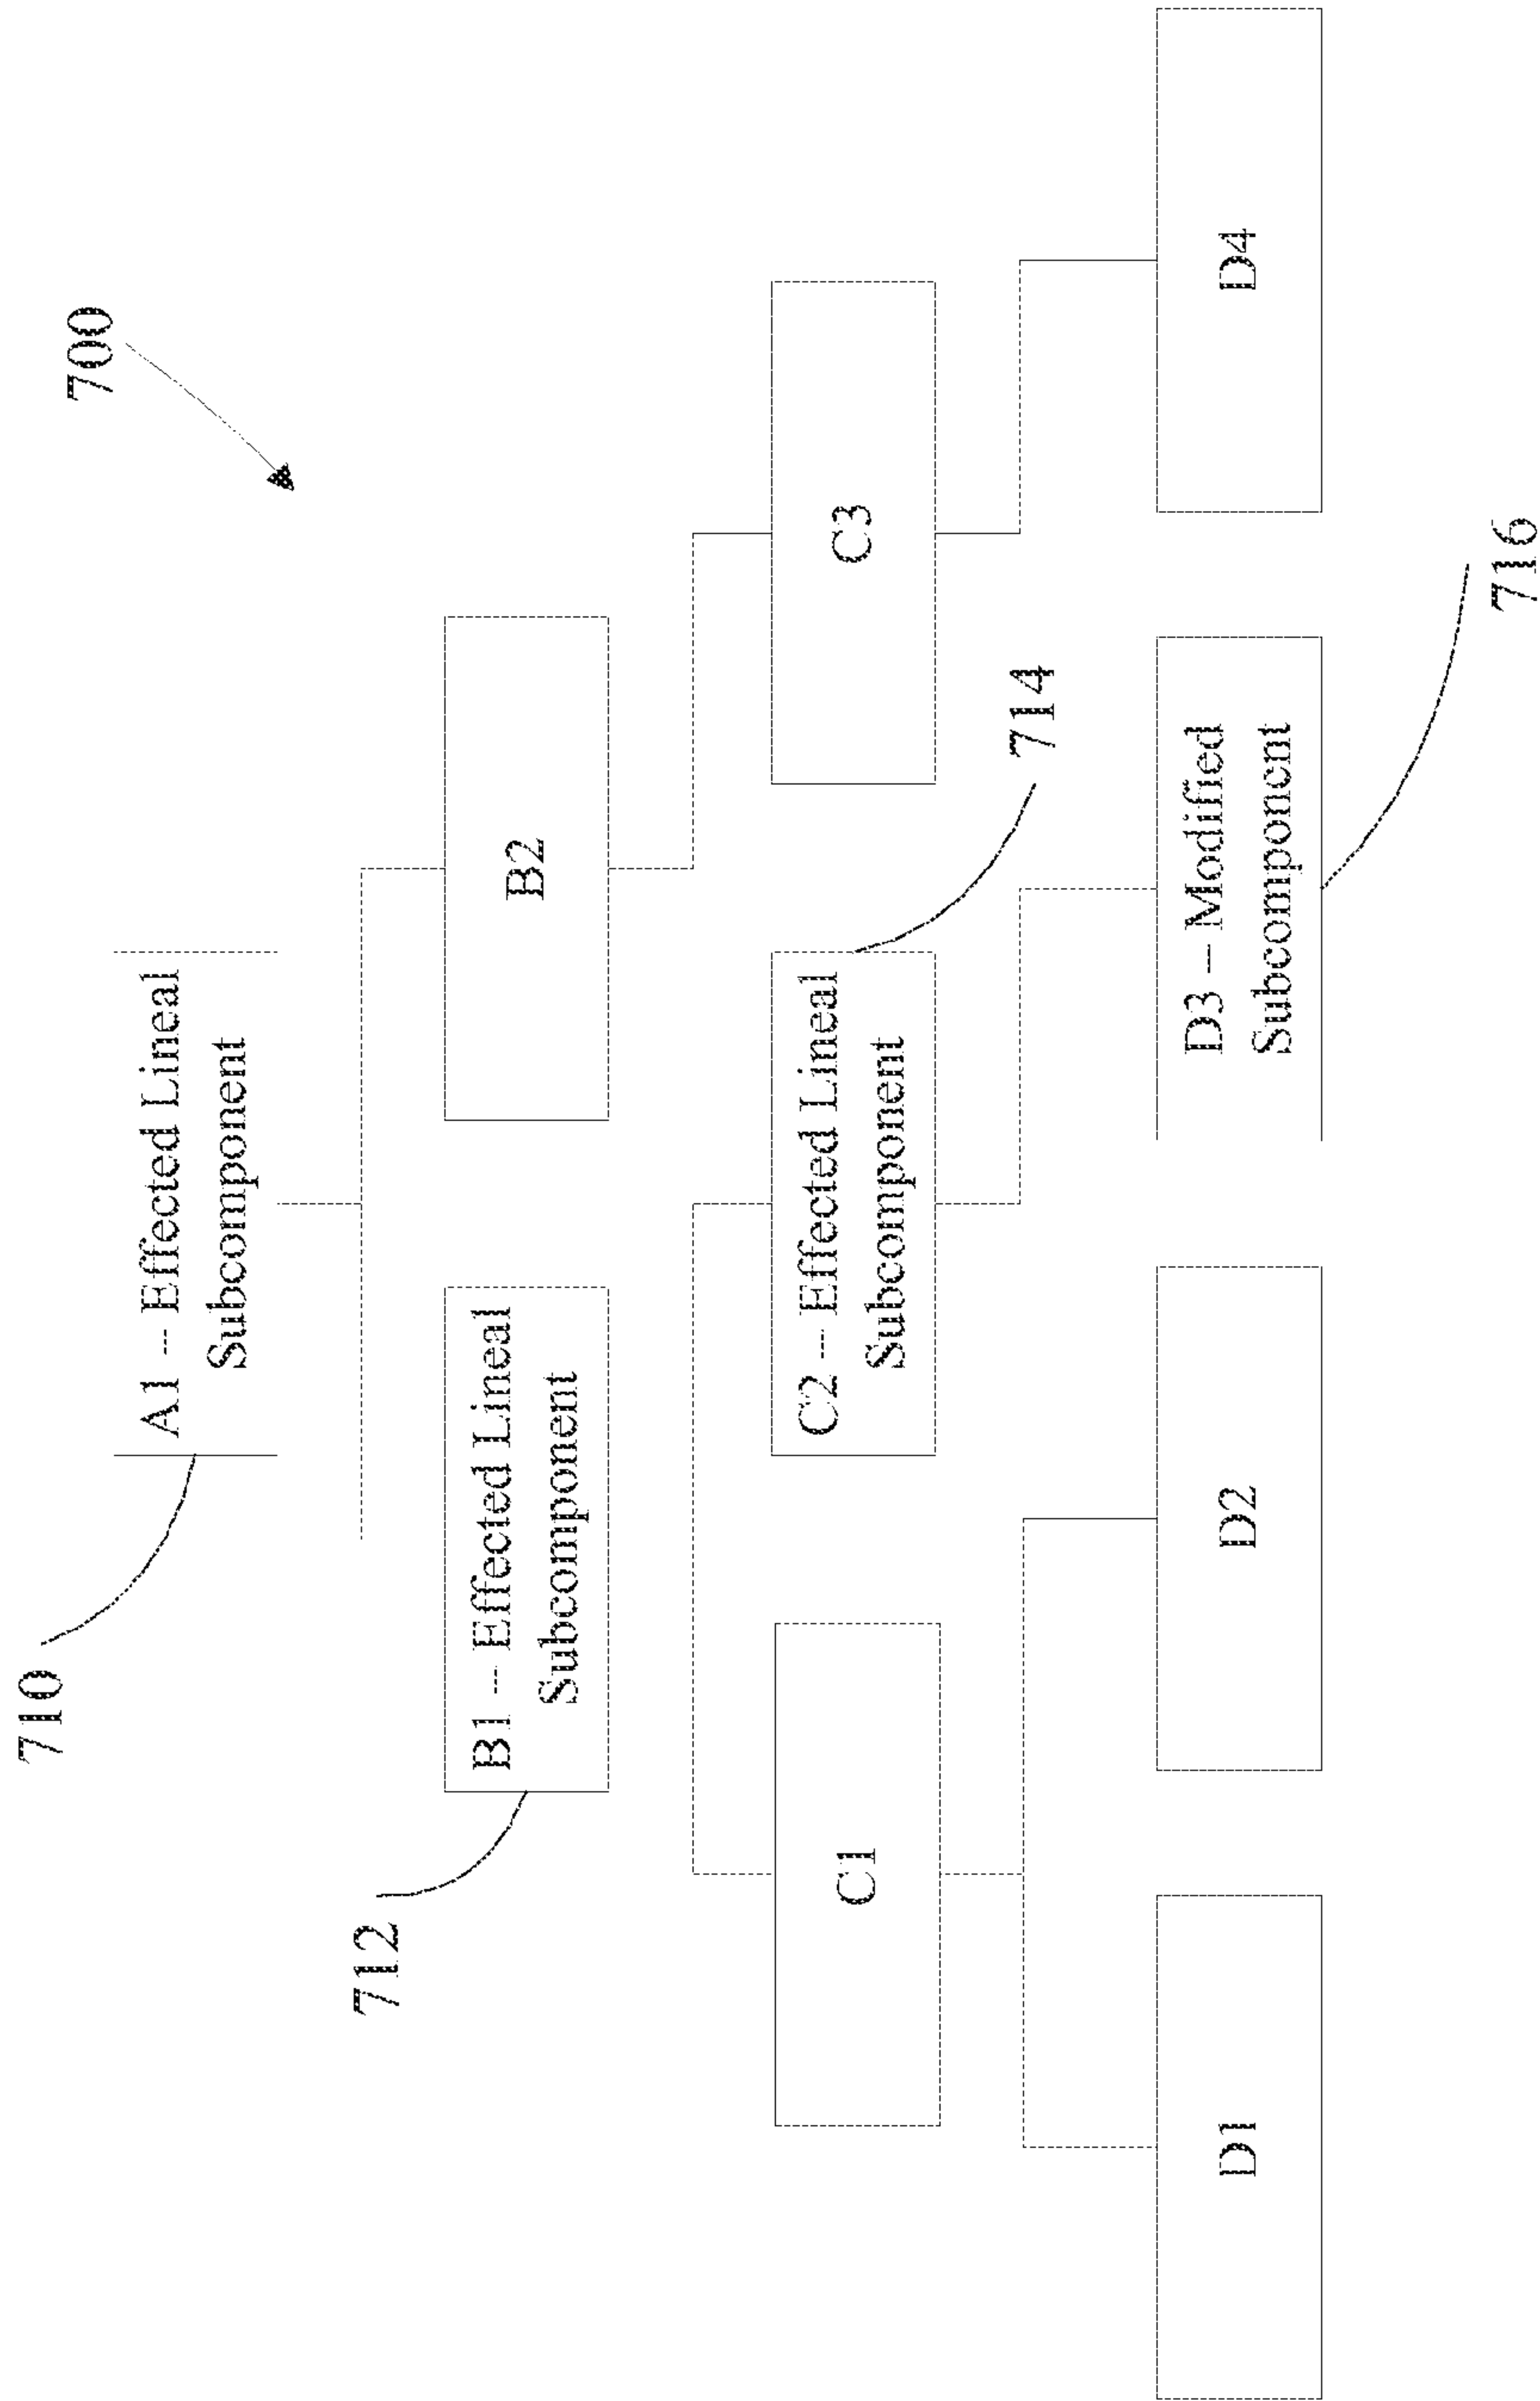 700
710
A1 -- Effected Lineal
Subcomponent
712
B1 -- Effected Lineal
Subcomponent
B2
C1
C2 -- Effected Lineal
Subcomponent
714
C3
D1
D2
D3 -- Modified
Subcomponent
D4
716